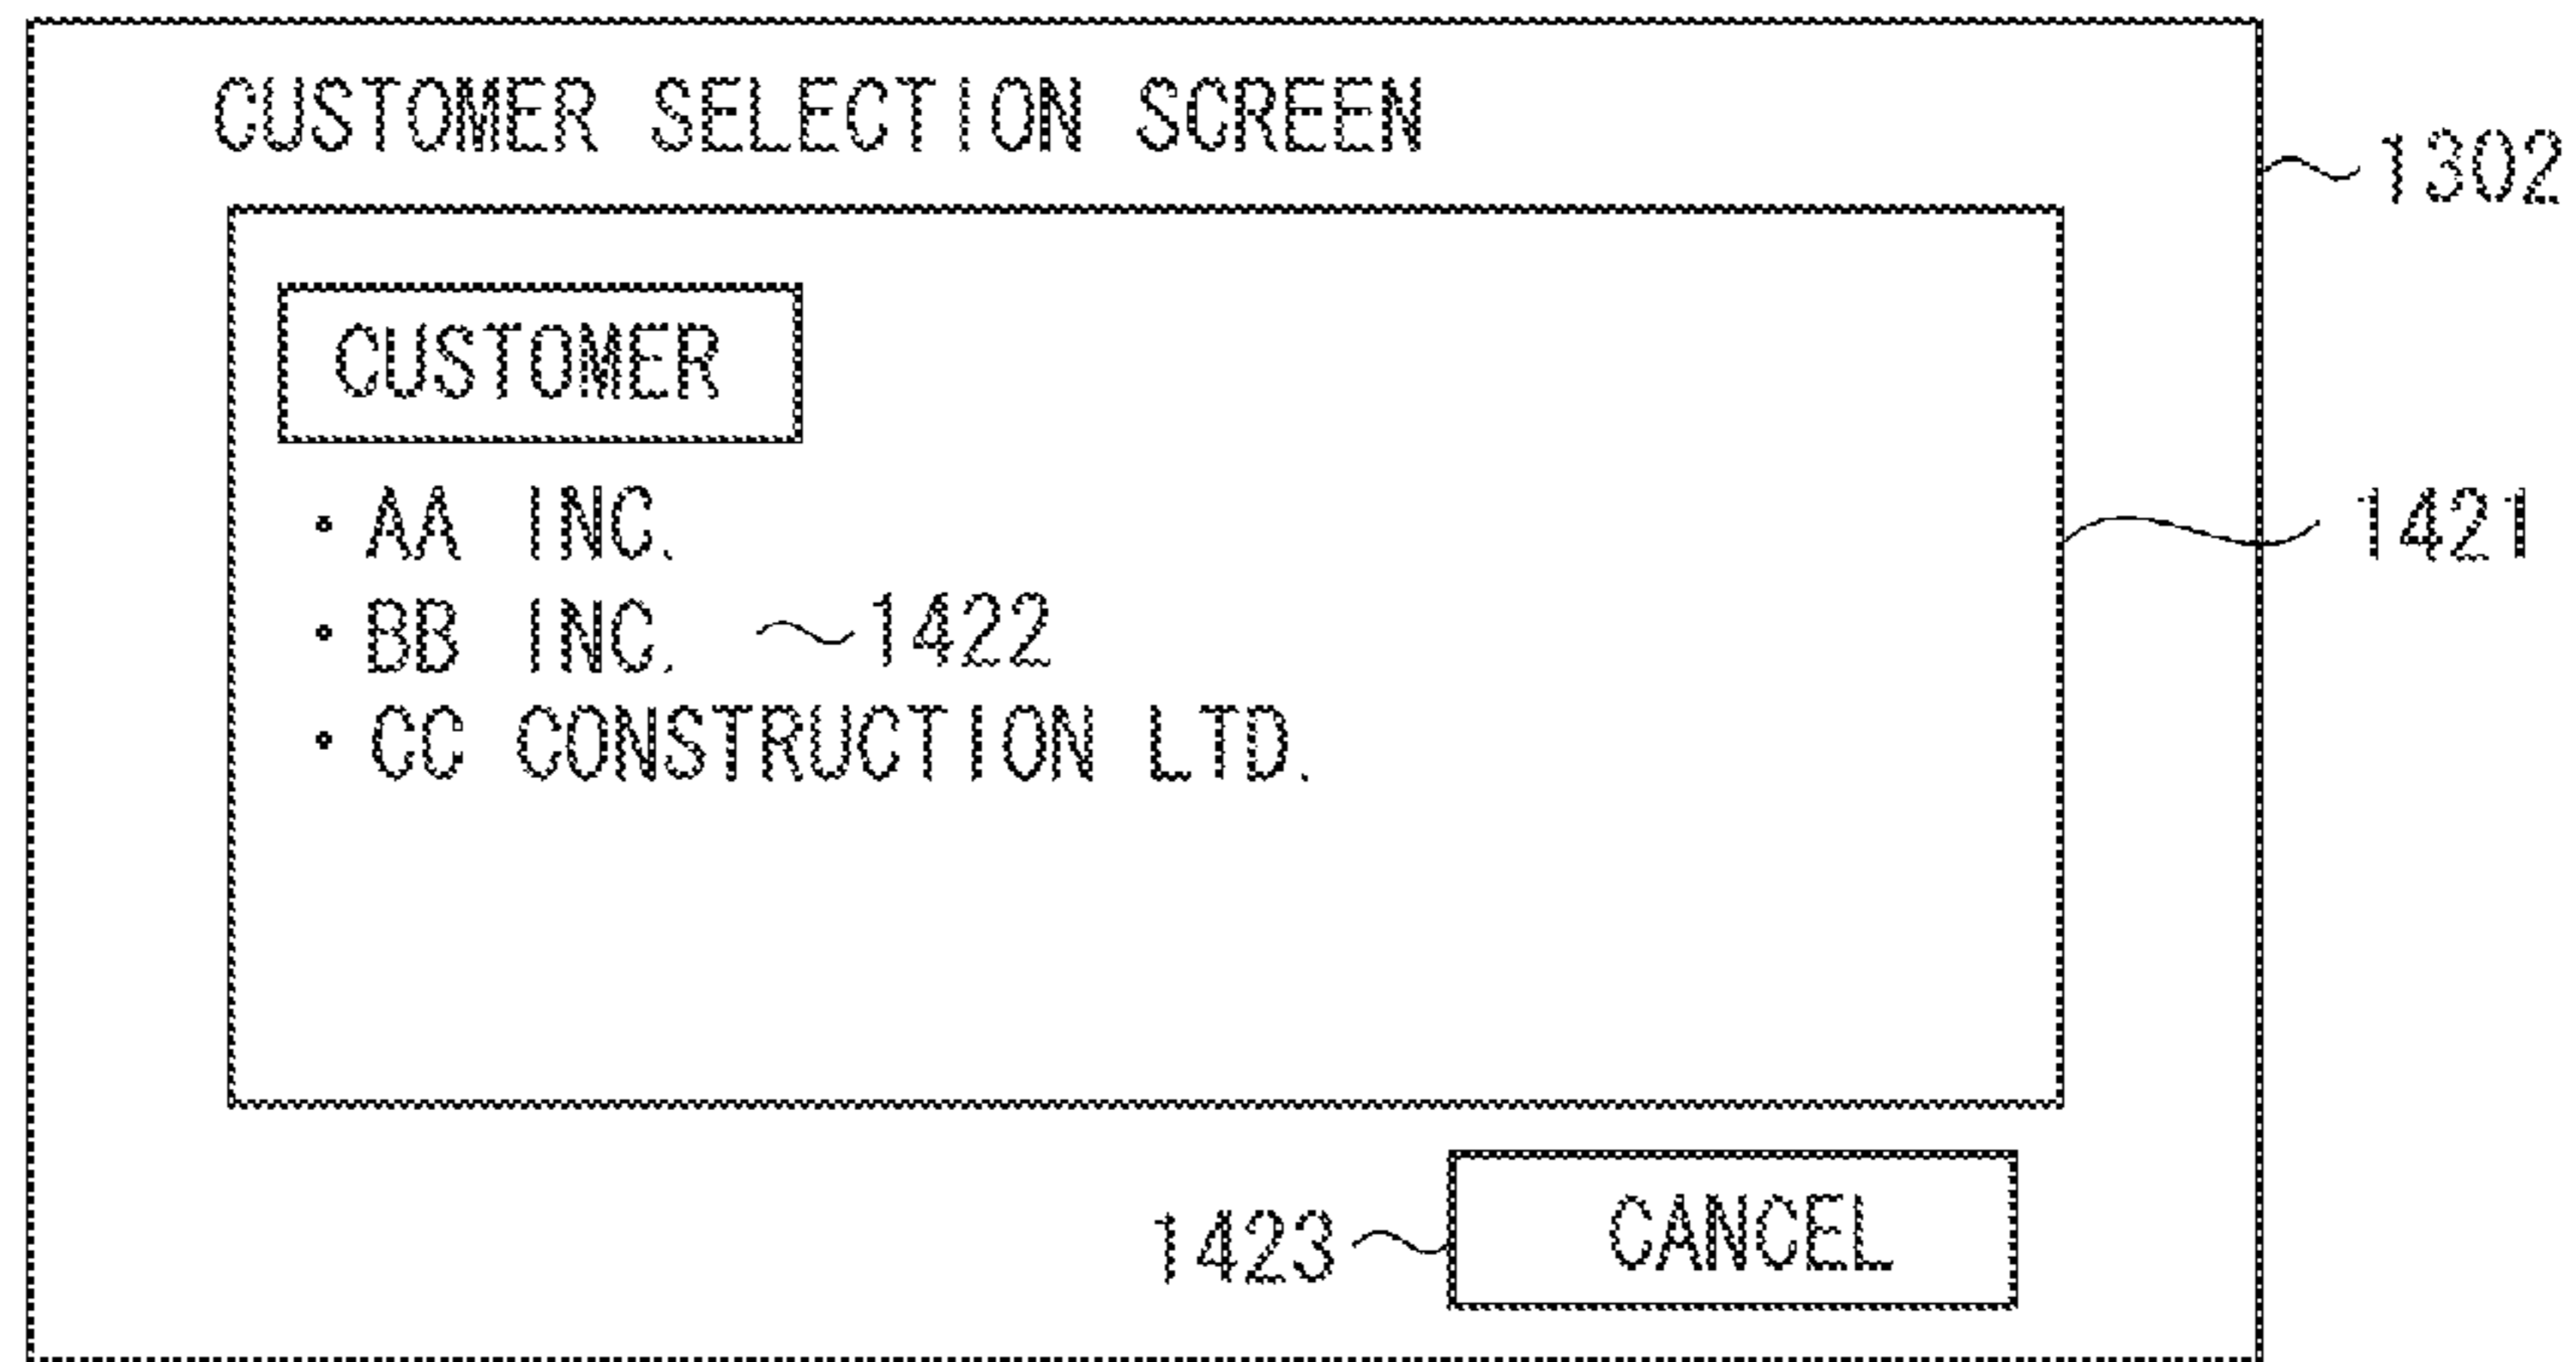 CUSTOMER SELECTION SCREEN
1302
CUSTOMER
・AA INC.
1421
・BB INC. 1422
・CC CONSTRUCTION LTD.
1423 CANCEL